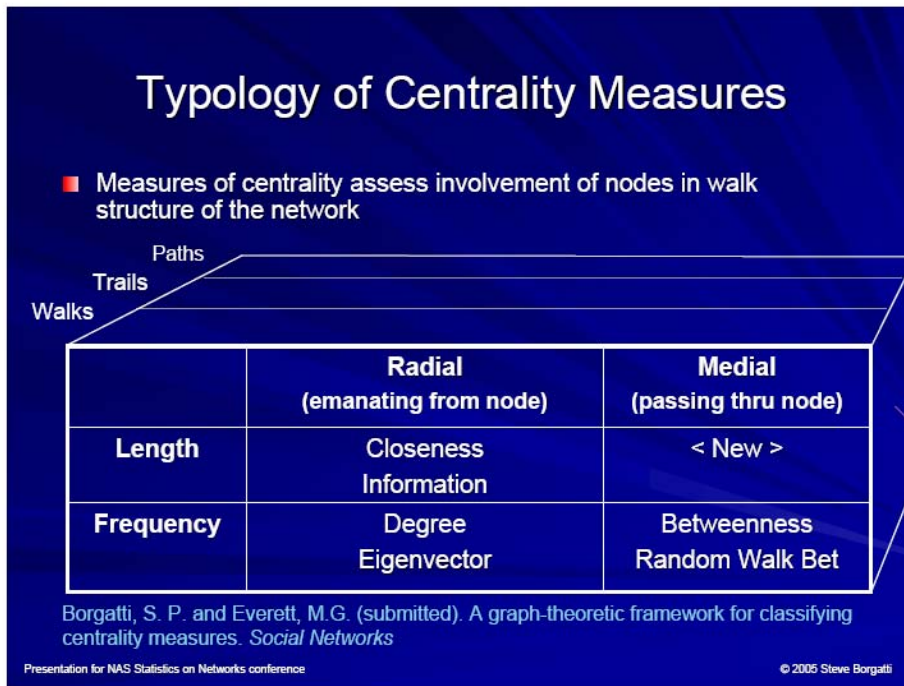 Typology of Centrality Measures
Measures of centrality assess involvement of nodes in walk
structure of the network
Paths
Trails
Walks
Radial Medial
(emanating from node) (passing thru node)
Length Closeness < New >
Information
Frequency Degree Betweenness
Eigenvector Random Walk Bet
Borgatti, S. P. and Everett, M.G. (submitted). A graph-theoretic framework for classifying
centrality measures. Social Networks
Presentation for NAS Statistics on Networks conference © 2005 Steve Borgatti